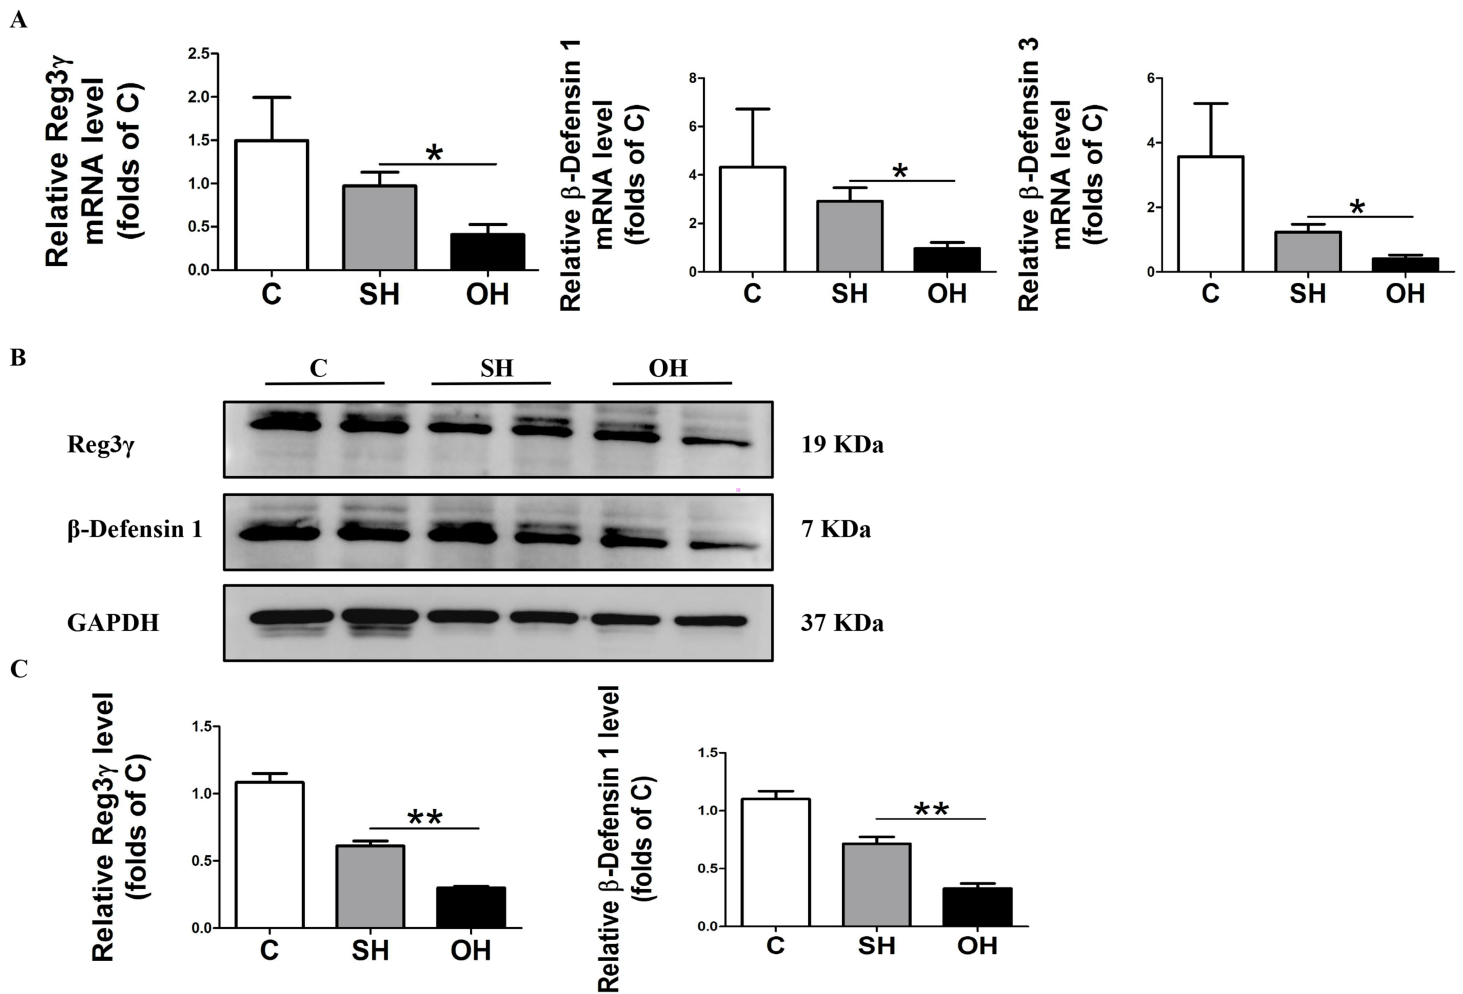 A
Relative Reg3γ
mRNA level
(folds of C)
2.5
2.0
1.5
1.0
0.5
0.0
*
C SH OH
Relative β-Defensin 1
mRNA level
(folds of C)
8
6
4
2
0
*
C SH OH
Relative β-Defensin 3
mRNA level
(folds of C)
6
4
2
0
*
C SH OH
B
C SH OH
Reg3γ 19 KDa
β-Defensin 1 7 KDa
GAPDH 37 KDa
C
Relative Reg3γ level
(folds of C)
1.5
1.0
0.5
0.0
**
C SH OH
Relative β-Defensin 1 level
(folds of C)
1.5
1.0
0.5
0.0
**
C SH OH